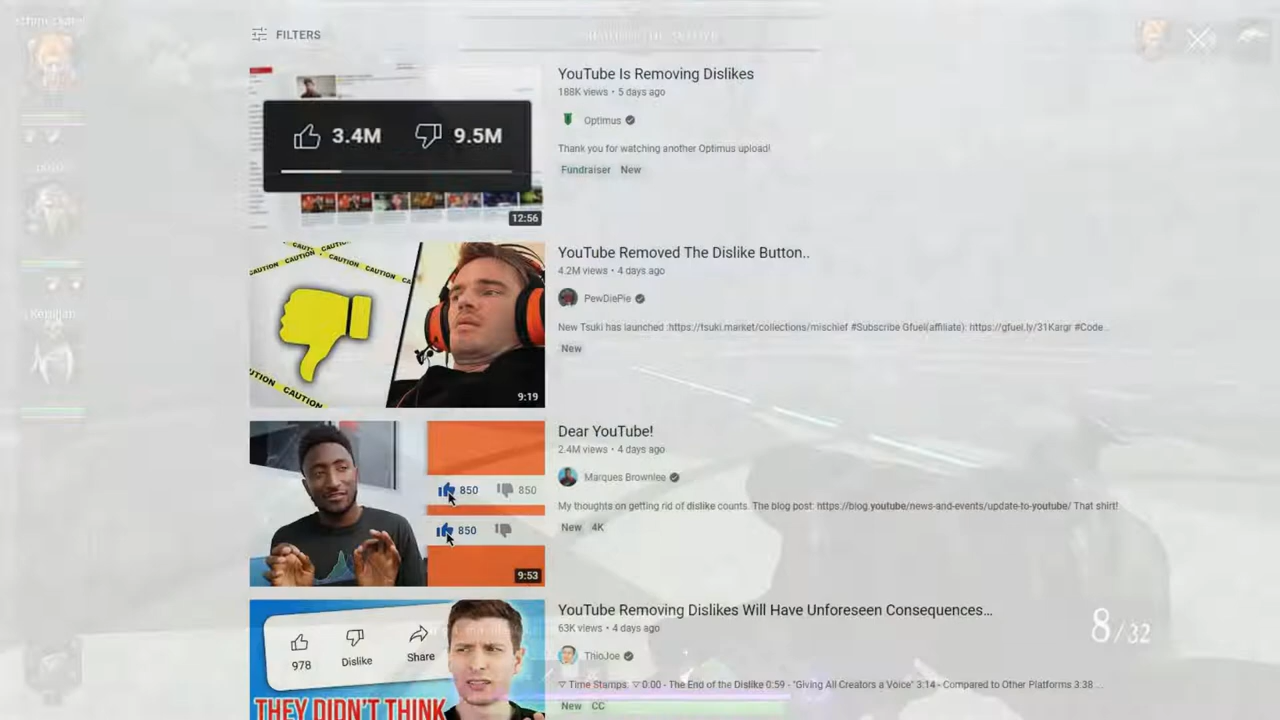 FILTERS
3.4M 9.5M
12:56
YouTube Is Removing Dislikes
188K views • 5 days ago
Optimus
Thank you for watching another Optimus upload!
Fundraiser New
CAUTION CAUTION CAUTION CAUTION
CAUTION CAUTION
9:19
YouTube Removed The Dislike Button..
4.2M views • 4 days ago
PewDiePie
New Tsuki has launched :https://tsuki.market/collections/mischief #Subscribe Gfuel(affiliate): https://gfuel.ly/31Kargr #Code...
New
850 850
850
9:53
Dear YouTube!
2.4M views • 4 days ago
Marques Brownlee
My thoughts on getting rid of dislike counts. The blog post: https://blog.youtube/news-and-events/update-to-youtube/ That shirt!
New 4K
978 Dislike Share
THEY DIDN'T THINK
YouTube Removing Dislikes Will Have Unforeseen Consequences...
63K views • 4 days ago
ThioJoe
▽ Time Stamps: ▽ 0:00 - The End of the Dislike 0:59 - "Giving All Creators a Voice" 3:14 - Compared to Other Platforms 3:38 ...
New CC
8/32